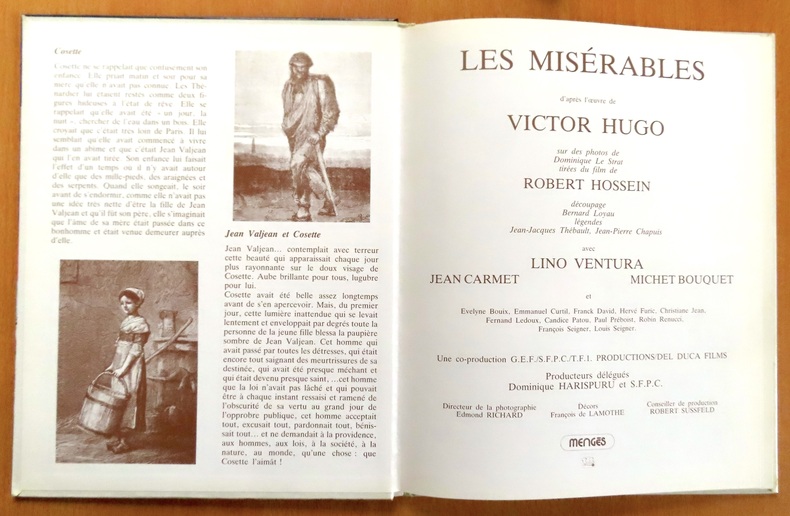 Cosette
Cosette ne se rappelait que confusément son
enfance. Elle priait matin et soir pour sa
mère qu'elle n'avait pas connue. Les Thé-
nardier lui étaient restés comme deux fi-
gures hideuses à l'état de rêve. Elle se
rappelait qu'elle avait été « un jour, la
nuit », chercher de l'eau dans un bois. Elle
croyait que c'était très loin de Paris. Il lui
semblait qu'elle avait commencé à vivre
dans un abîme et que c'était Jean Valjean
qui l'en avait tirée. Son enfance lui faisait
l'effet d'un temps où il n'y avait autour
d'elle que des mille-pieds, des araignées et
des serpents. Quand elle songeait, le soir
avant de s'endormir, comme elle n'avait pas
une idée très nette d'être la fille de Jean
Valjean et qu'il fût son père, elle s'imaginait
que l'âme de sa mère était passée dans ce
bonhomme et était venue demeurer auprès
d'elle.
Jean Valjean et Cosette
Jean Valjean... contemplait avec terreur
cette beauté qui apparaissait chaque jour
plus rayonnante sur le doux visage de
Cosette. Aube brillante pour tous, lugubre
pour lui.
Cosette avait été belle assez longtemps
avant de s'en apercevoir. Mais, du premier
jour, cette lumière inattendue qui se levait
lentement et enveloppait par degrés toute la
personne de la jeune fille blessa la paupière
sombre de Jean Valjean. Cet homme qui
avait passé par toutes les détresses, qui était
encore tout saignant des meurtrissures de sa
destinée, qui avait été presque méchant et
qui était devenu presque saint, ...cet homme
que la loi n'avait pas lâché et qui pouvait
être à chaque instant ressaisi et ramené de
l'obscurité de sa vertu au grand jour de
l'opprobre publique, cet homme acceptait
tout, excusait tout, pardonnait tout, bénis-
sait tout... et ne demandait à la providence,
aux hommes, aux lois, à la société, à la
nature, au monde, qu'une chose : que
Cosette l'aimât !
LES MISÉRABLES
d'après l'œuvre de
VICTOR HUGO
sur des photos de
Dominique Le Strat
tirées du film de
ROBERT HOSSEIN
découpage
Bernard Loyau
légendes
Jean-Jacques Thébault, Jean-Pierre Chapuis
avec
LINO VENTURA
JEAN CARMET MICHET BOUQUET
et
Evelyne Bouix, Emmanuel Curtil, Franck David, Hervé Furic, Christiane Jean,
Fernand Ledoux, Candice Patou, Paul Préboist, Robin Renucci,
François Seigner, Louis Seigner.
Une co-production G.E.F./S.F.P.C./T.F.1. PRODUCTIONS/DEL DUCA FILMS
Producteurs délégués
Dominique HARISPURU et S.F.P.C.
Directeur de la photographie
Edmond RICHARD
Décors
François de LAMOTHE
Conseiller de production
ROBERT SUSSFELD
MENGÈS